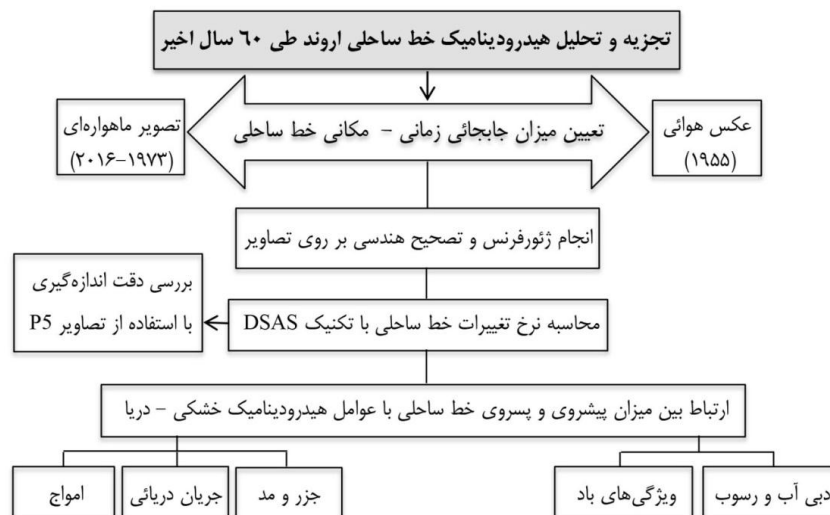 تجزیه و تحلیل هیدرودینامیک خط ساحلی اروند طی ٦٠ سال اخیر
عکس هوائی
(۱۹۵۵)
تعیین میزان جابجائی زمانی – مکانی خط ساحلی
تصویر ماهواره‌ای
(۱۹۷۳–۲۰۱۶)
انجام ژئورفرنس و تصحیح هندسی بر روی تصاویر
محاسبه نرخ تغییرات خط ساحلی با تکنیک DSAS
بررسی دقت اندازه‌گیری
با استفاده از تصاویر P5
ارتباط بین میزان پیشروی و پسروی خط ساحلی با عوامل هیدرودینامیک خشکی – دریا
دبی آب و رسوب
ویژگی‌های باد
جزر و مد
جریان دریائی
امواج